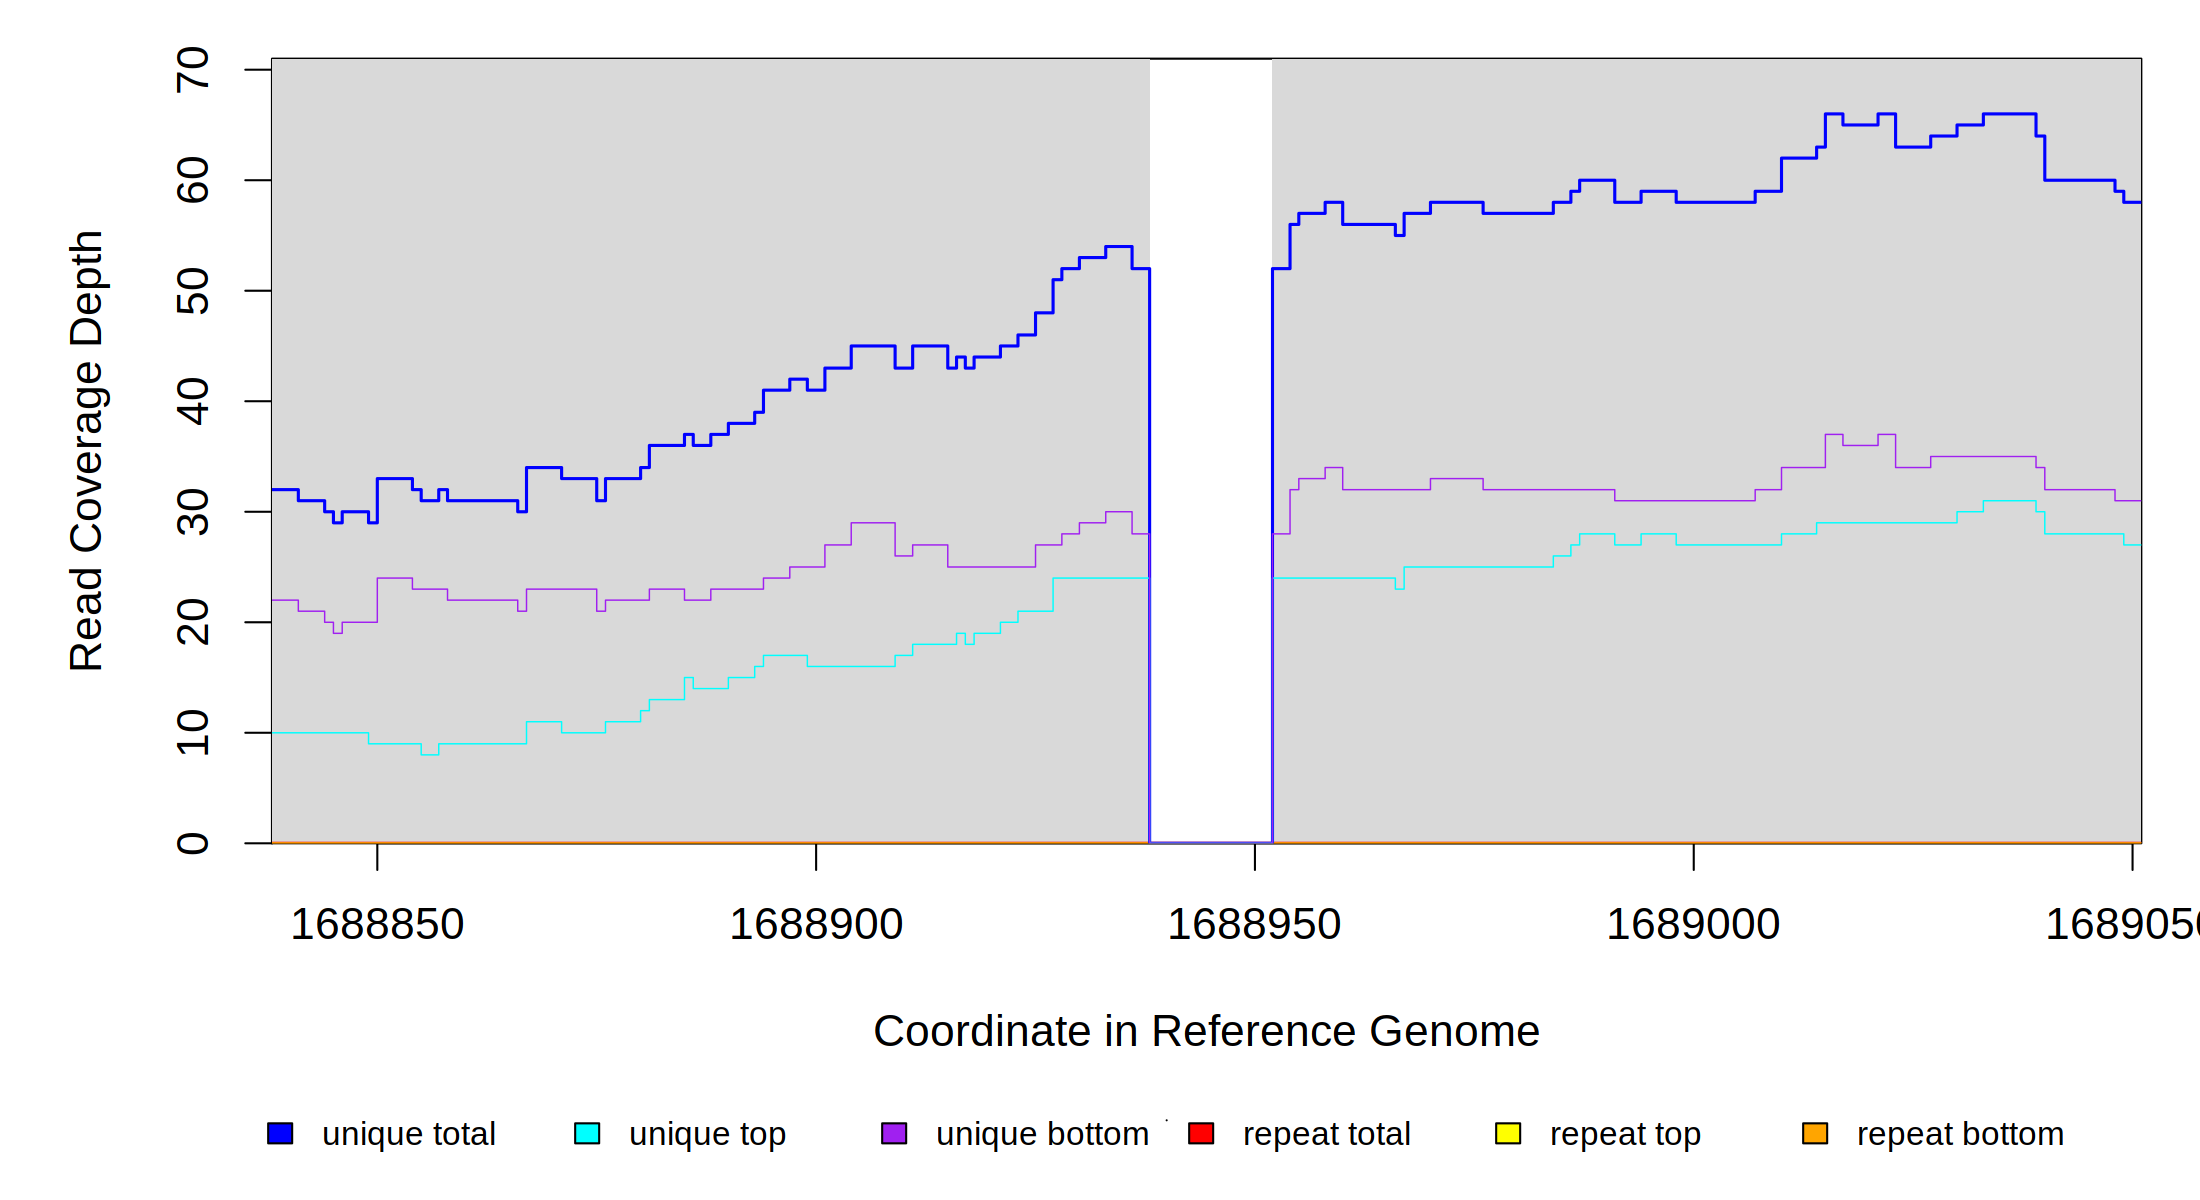 Read Coverage Depth
70
60
50
40
30
20
10
0
1688850 1688900 1688950 1689000 168905
Coordinate in Reference Genome
unique total unique top unique bottom repeat total repeat top repeat bottom